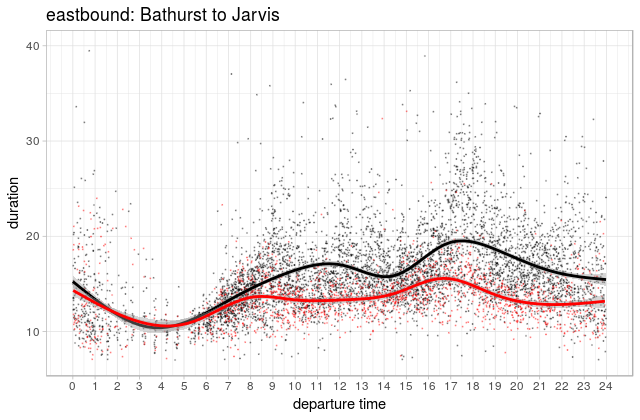 eastbound: Bathurst to Jarvis
40
30
20
10
duration
0 1 2 3 4 5 6 7 8 9 10 11 12 13 14 15 16 17 18 19 20 21 22 23 24
departure time